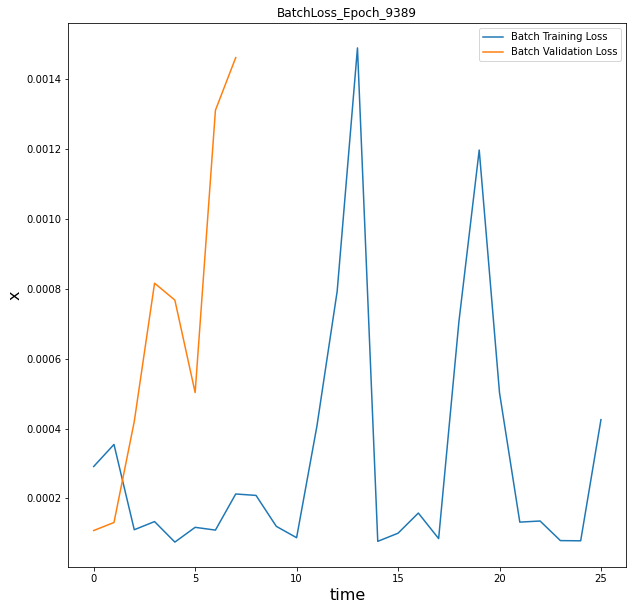 BatchLoss_Epoch_9389
Batch Training Loss
Batch Validation Loss
0.0014
0.0012
0.0010
0.0008
0.0006
0.0004
0.0002
x
0 5 10 15 20 25
time